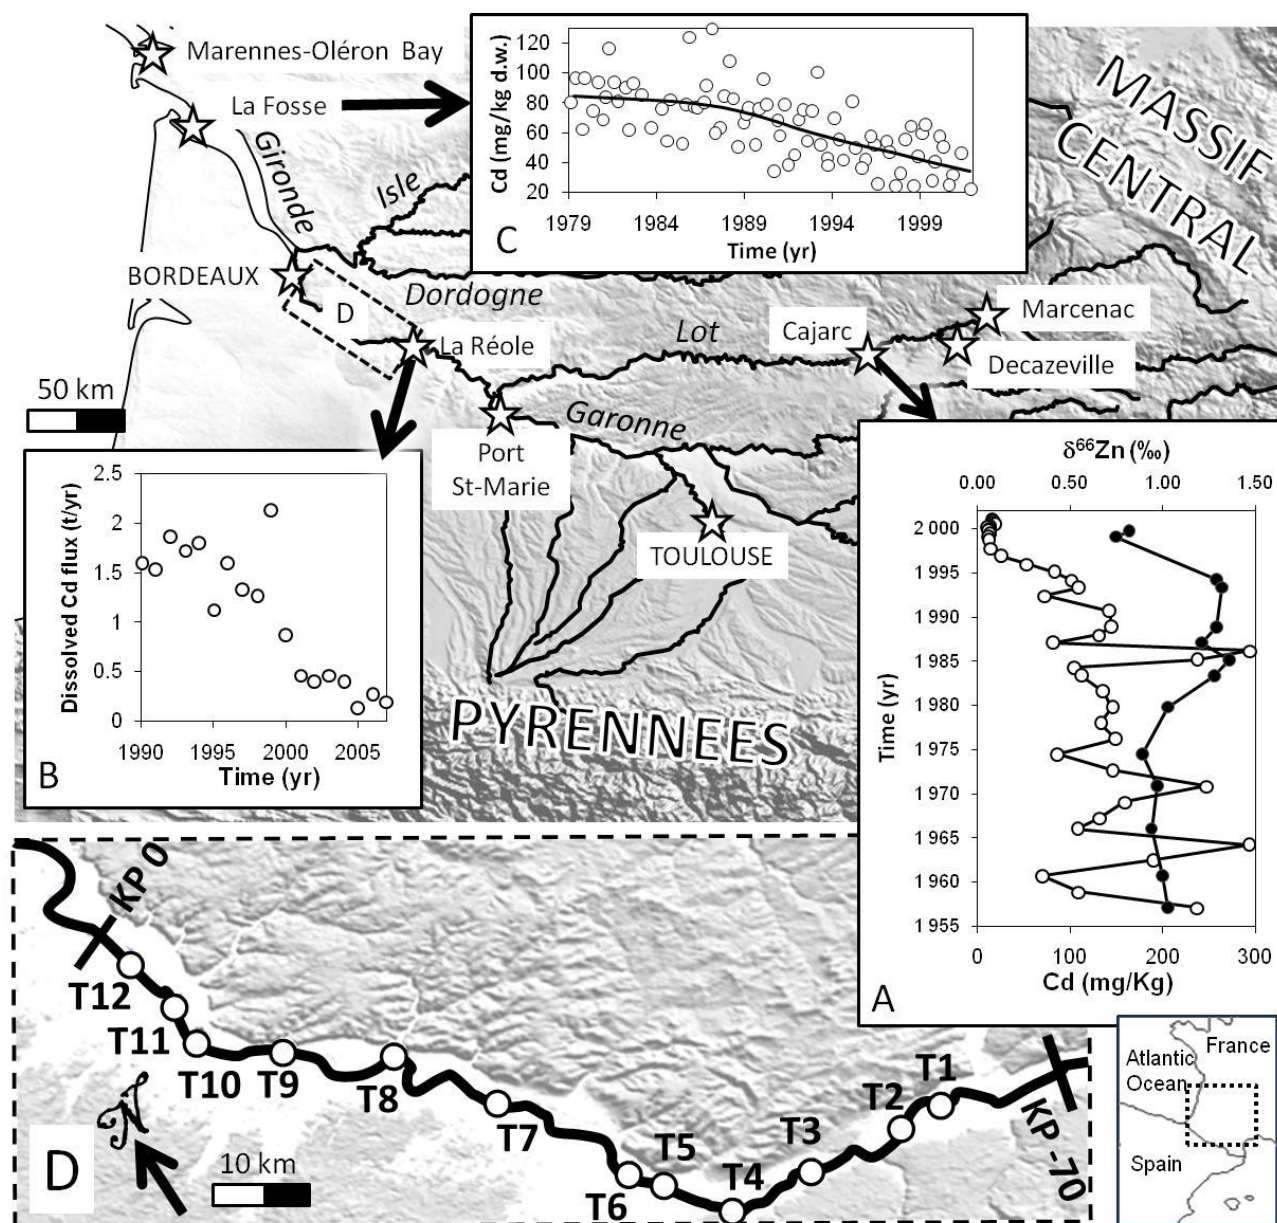 Marennes-Oléron Bay
La Fosse
Gironde
Isle
BORDEAUX
D
Dordogne
La Réole
Lot
Cajarc
Marcenac
Decazeville
MASSIF
CENTRAL
50 km
Garonne
Port
St-Marie
TOULOUSE
PYRENNEES
Cd (mg/kg d.w.)
120
100
80
60
40
20
1979
1984
1989
1994
1999
Time (yr)
C
Dissolved Cd flux (t/yr)
2.5
2
1.5
1
0.5
0
1990
1995
2000
2005
Time (yr)
B
δ⁶⁶Zn (‰)
0.00
0.50
1.00
1.50
Time (yr)
2 000
1 995
1 990
1 985
1 980
1 975
1 970
1 965
1 960
1 955
0
100
200
300
Cd (mg/Kg)
A
KP 0
T12
T11
T10
T9
T8
T7
T6
T5
T4
T3
T2
T1
KP -70
N
D
10 km
Atlantic
Ocean
France
Spain